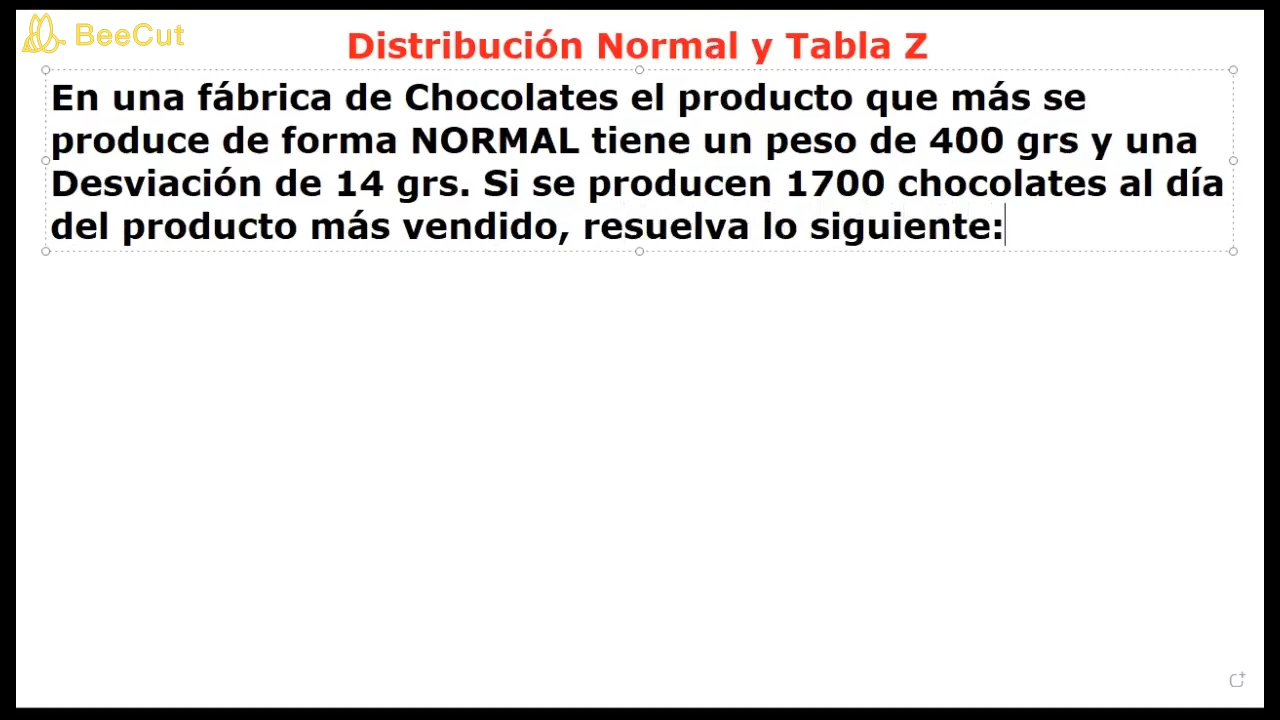 BeeCut
Distribución Normal y Tabla Z
En una fábrica de Chocolates el producto que más se
produce de forma NORMAL tiene un peso de 400 grs y una
Desviación de 14 grs. Si se producen 1700 chocolates al día
del producto más vendido, resuelva lo siguiente: